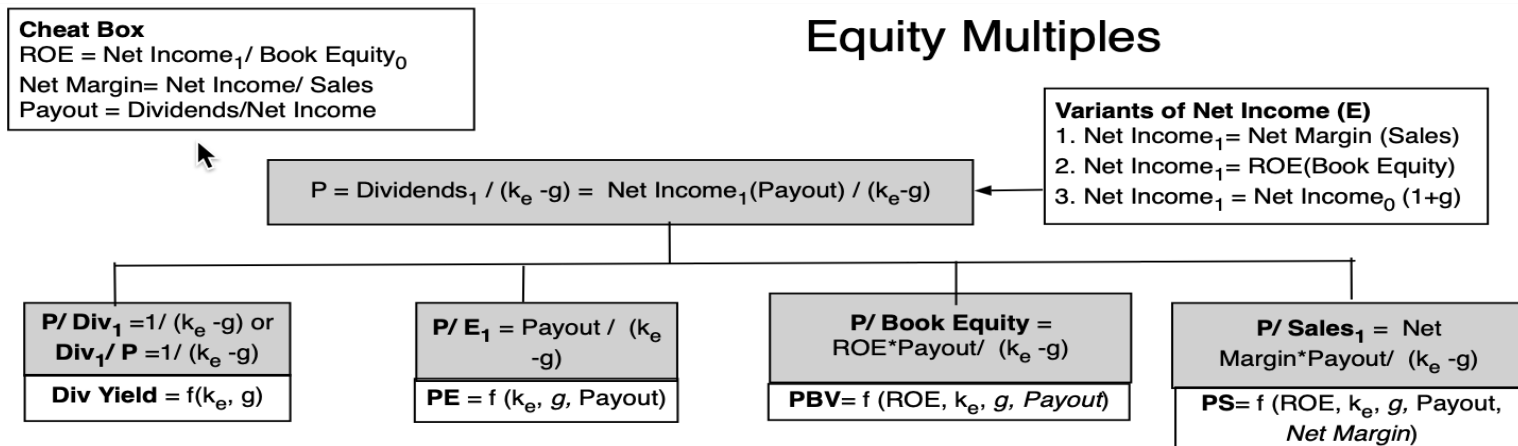 Equity Multiples
Cheat Box
ROE = Net Income₁/ Book Equity₀
Net Margin= Net Income/ Sales
Payout = Dividends/Net Income
Variants of Net Income (E)
1. Net Income₁= Net Margin (Sales)
2. Net Income₁= ROE(Book Equity)
3. Net Income₁ = Net Income₀ (1+g)
P = Dividends₁ / (kₑ -g) = Net Income₁(Payout) / (kₑ-g)
P/ Div₁ =1/ (kₑ -g) or
Div₁/ P =1/ (kₑ -g)
Div Yield = f(kₑ, g)
P/ E₁ = Payout / (kₑ
-g)
PE = f (kₑ, g, Payout)
P/ Book Equity =
ROE*Payout/ (kₑ -g)
PBV= f (ROE, kₑ, g, Payout)
P/ Sales₁ = Net
Margin*Payout/ (kₑ -g)
PS= f (ROE, kₑ, g, Payout,
Net Margin)